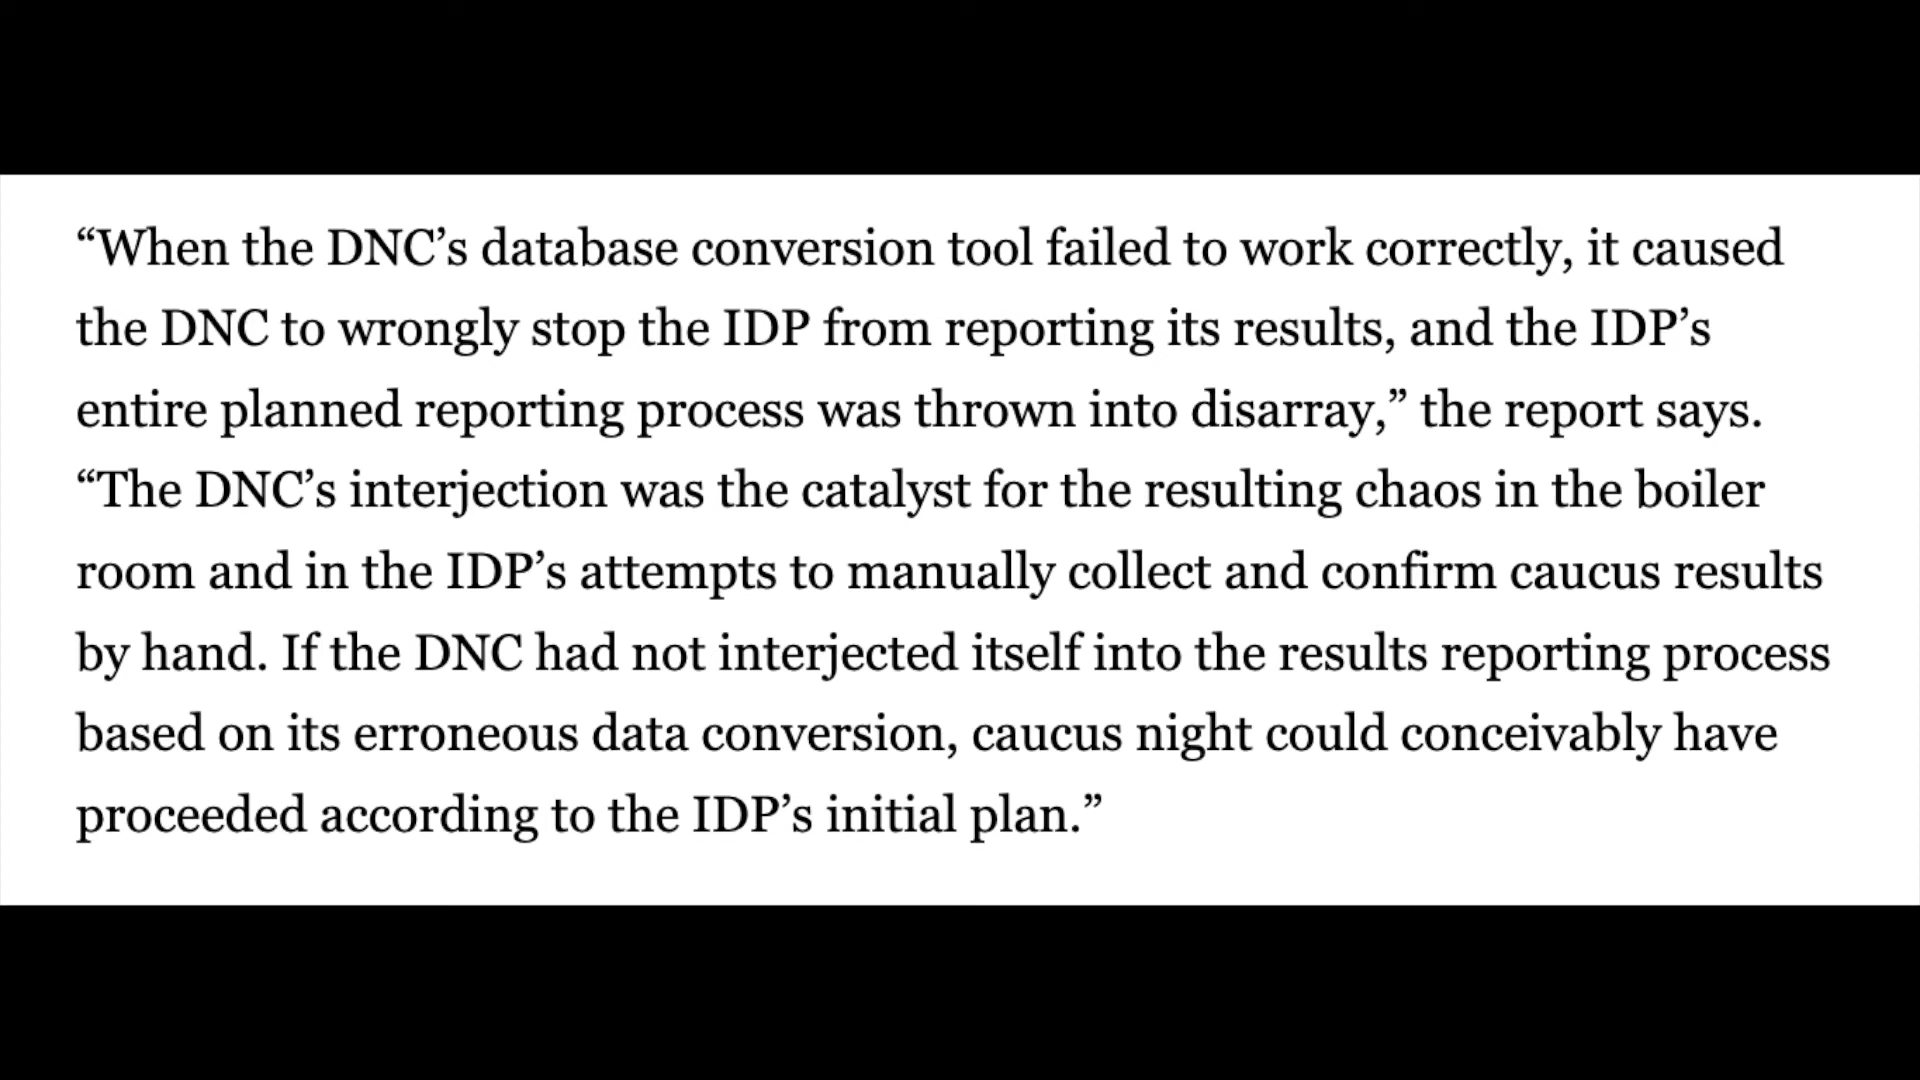 “When the DNC’s database conversion tool failed to work correctly, it caused
the DNC to wrongly stop the IDP from reporting its results, and the IDP’s
entire planned reporting process was thrown into disarray,” the report says.
“The DNC’s interjection was the catalyst for the resulting chaos in the boiler
room and in the IDP’s attempts to manually collect and confirm caucus results
by hand. If the DNC had not interjected itself into the results reporting process
based on its erroneous data conversion, caucus night could conceivably have
proceeded according to the IDP’s initial plan.”